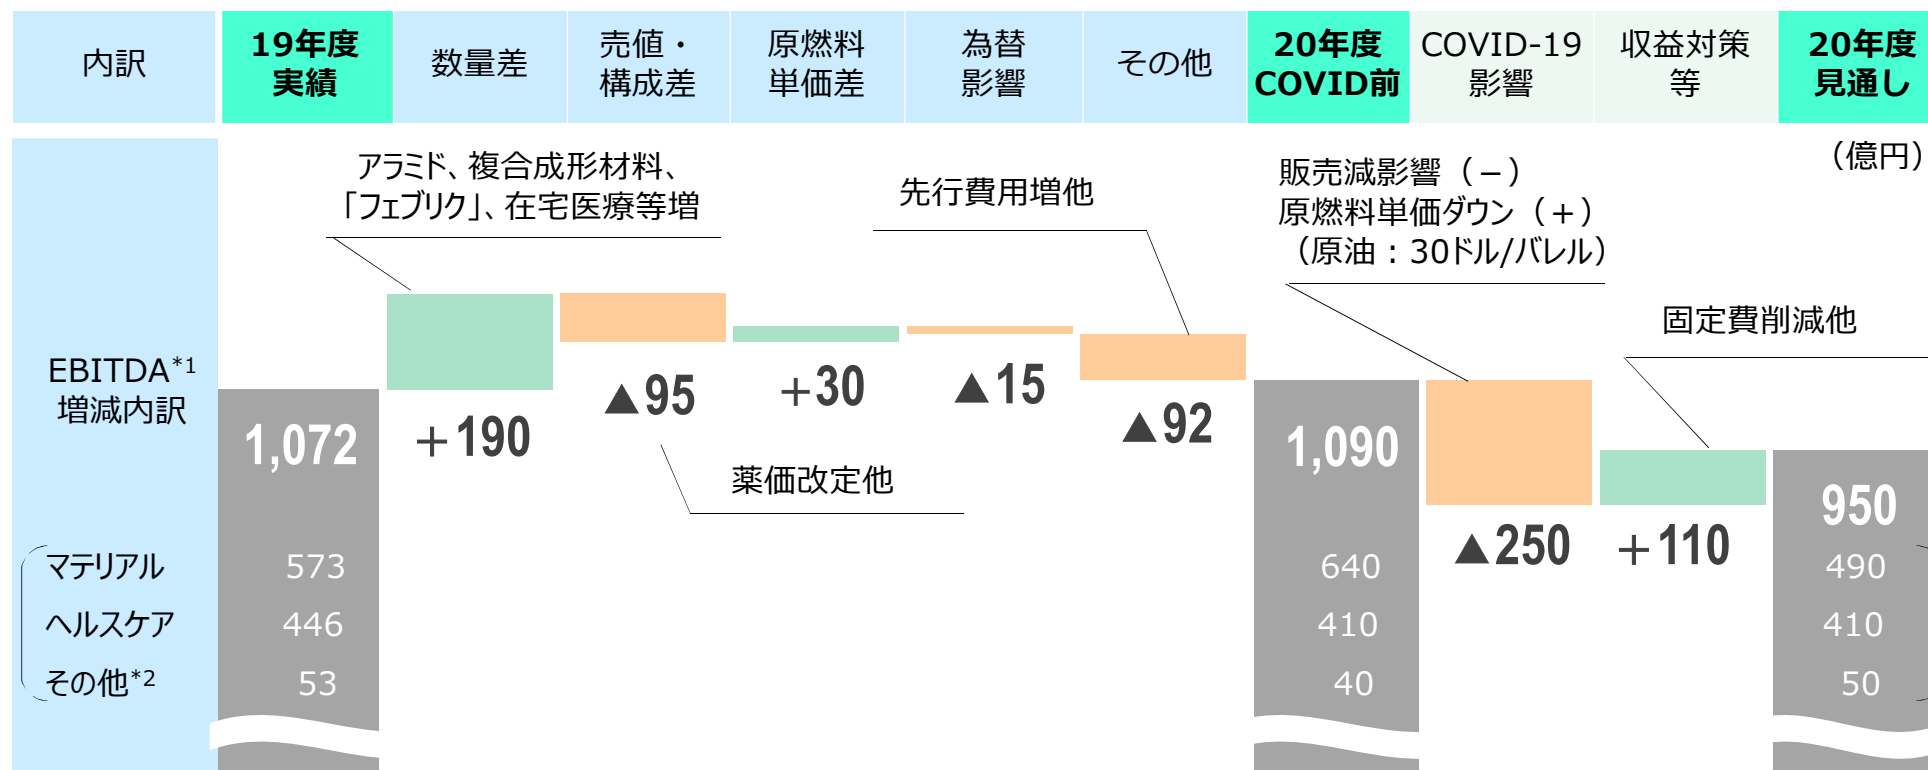 内訳
19年度
実績
数量差
売値・
構成差
原燃料
単価差
為替
影響
その他
20年度
COVID前
COVID-19
影響
収益対策
等
20年度
見通し
（億円）
アラミド、複合成形材料、
「フェブリク」、在宅医療等増
先行費用増他
販売減影響（－）
原燃料単価ダウン（＋）
（原油：30ドル/バレル）
固定費削減他
EBITDA*1
増減内訳
1,072
＋190
▲95
＋30
▲15
▲92
1,090
▲250
＋110
950
薬価改定他
マテリアル 573 640 490
ヘルスケア 446 410 410
その他*2 53 40 50